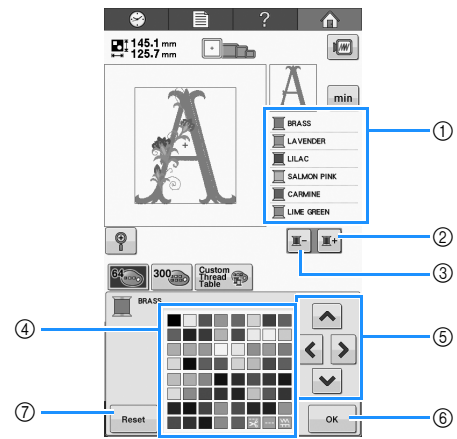 ?
145.1 mm
125.7 mm
min
BRASS
LAVENDER
LILAC
SALMON PINK
CARMINE
LIME GREEN
①
②
③
64
300
Custom
Thread
Table
BRASS
④
⑤
⑥
⑦
Reset
OK